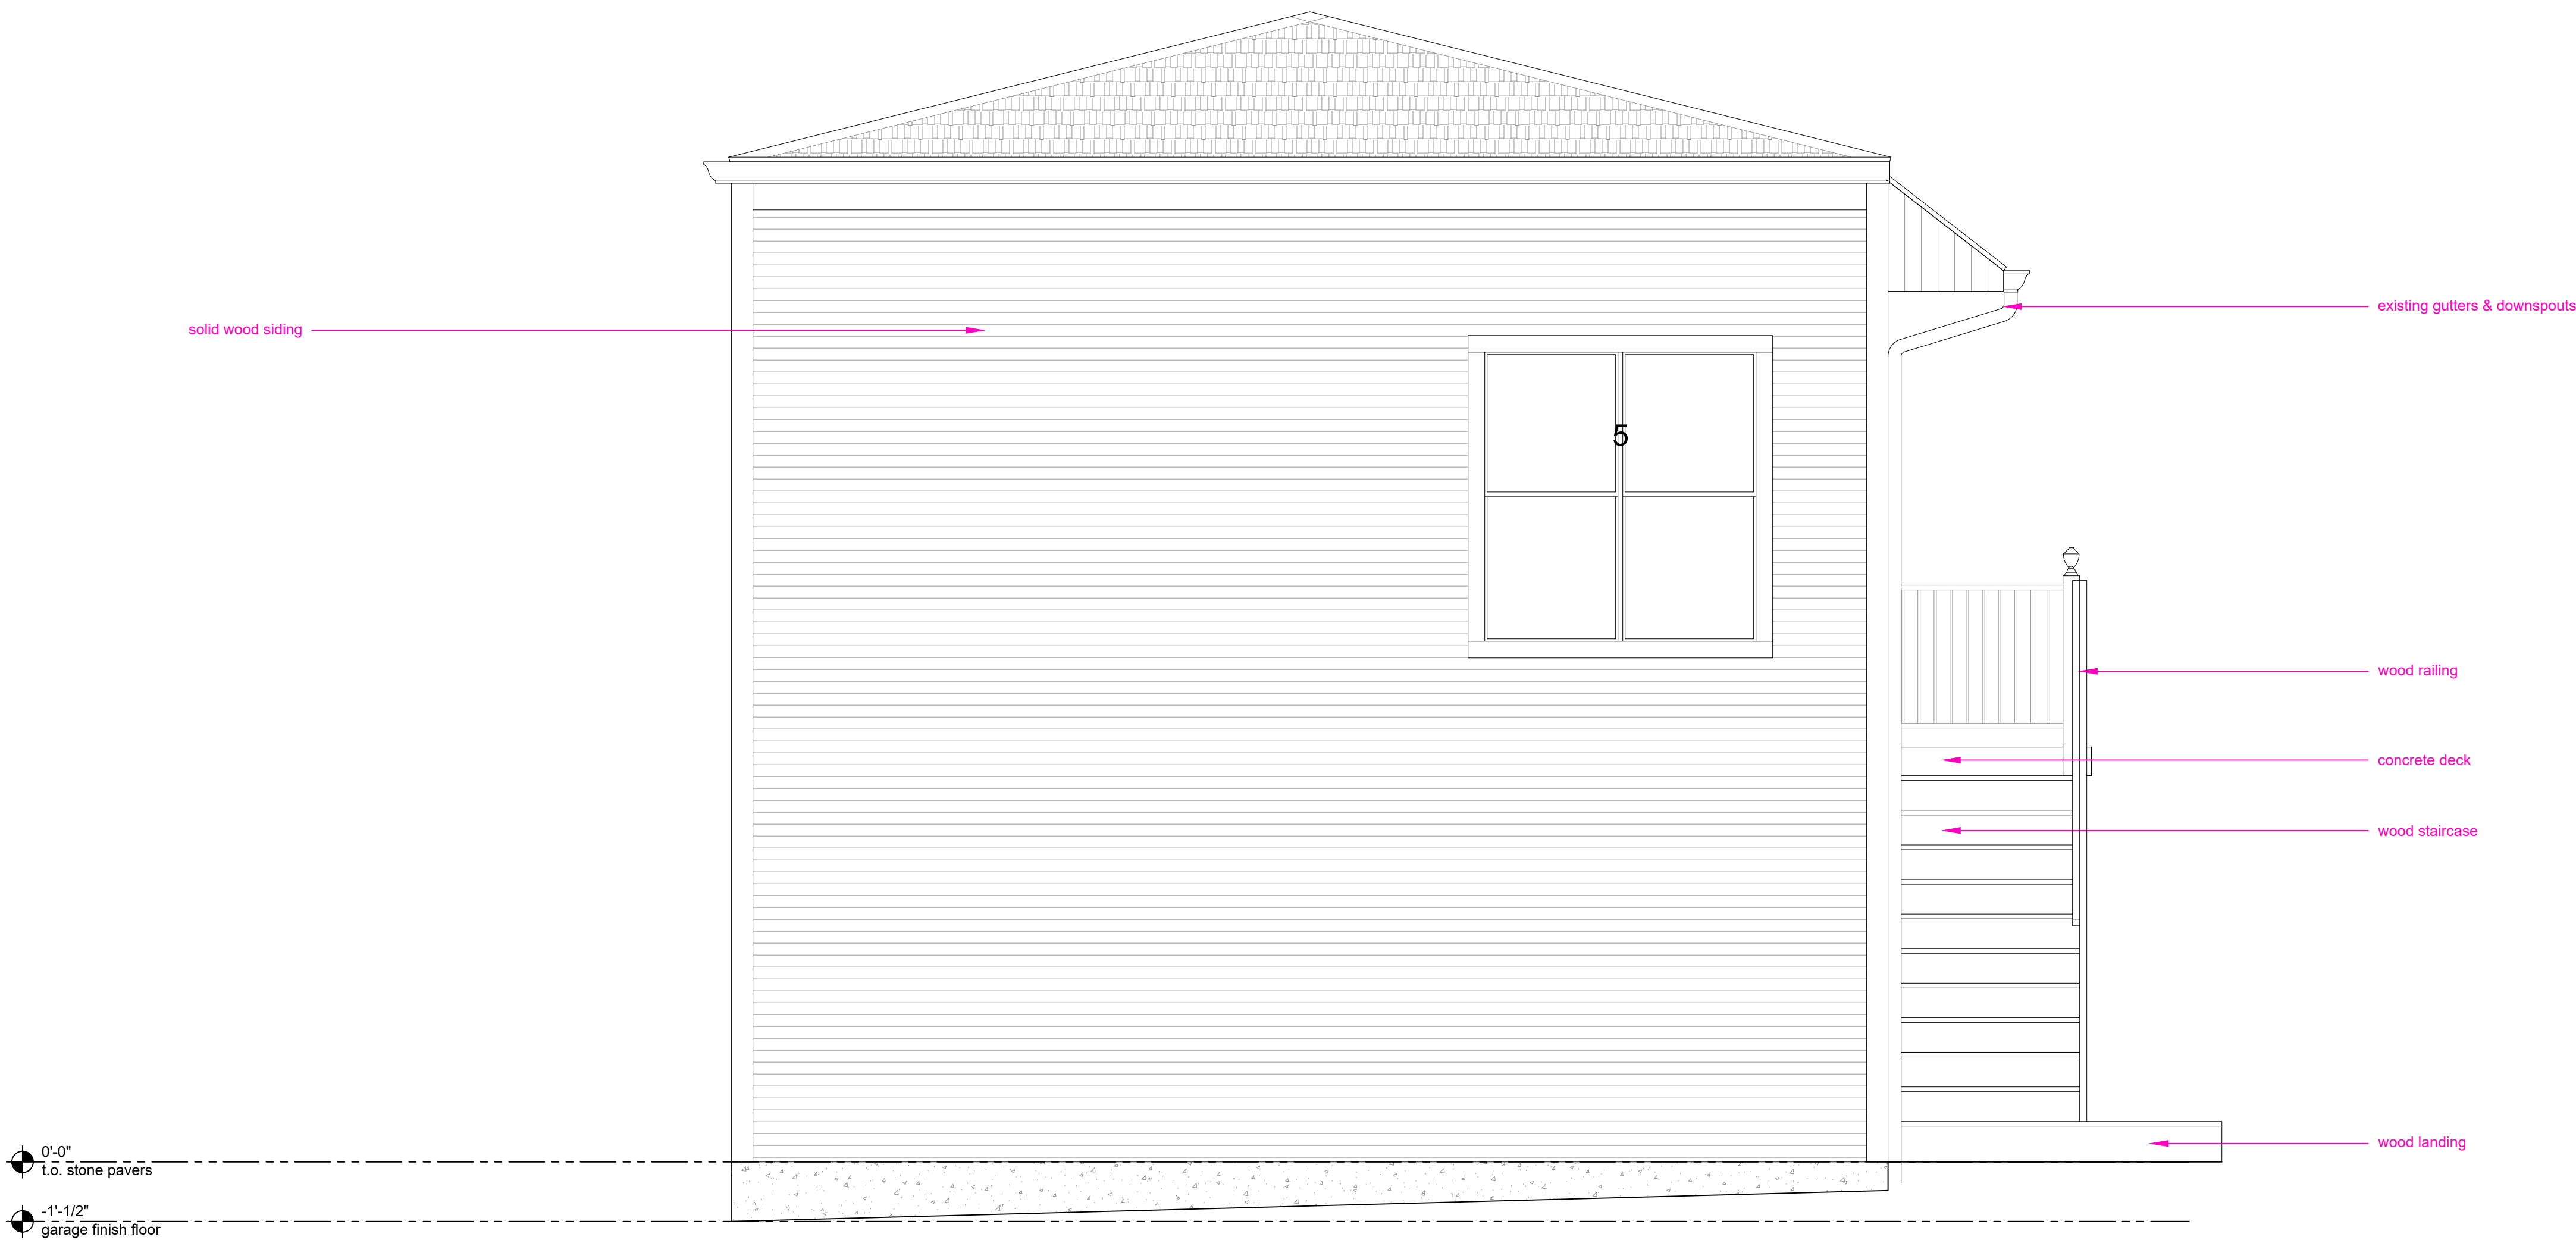 existing gutters & downspouts
solid wood siding
5
wood railing
concrete deck
wood staircase
wood landing
0'-0"
t.o. stone pavers
-1'-1/2"
garage finish floor